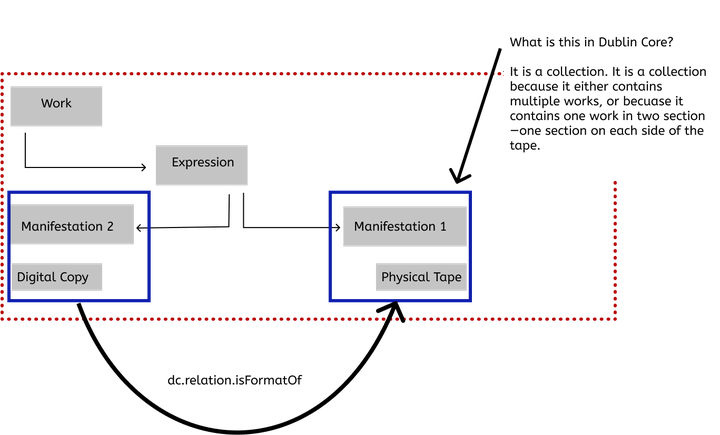 What is this in Dublin Core?
It is a collection. It is a collection
because it either contains
multiple works, or becuase it
contains one work in two section
—one section on each side of the
tape.
Work
Expression
Manifestation 2
Manifestation 1
Digital Copy
Physical Tape
dc.relation.isFormatOf